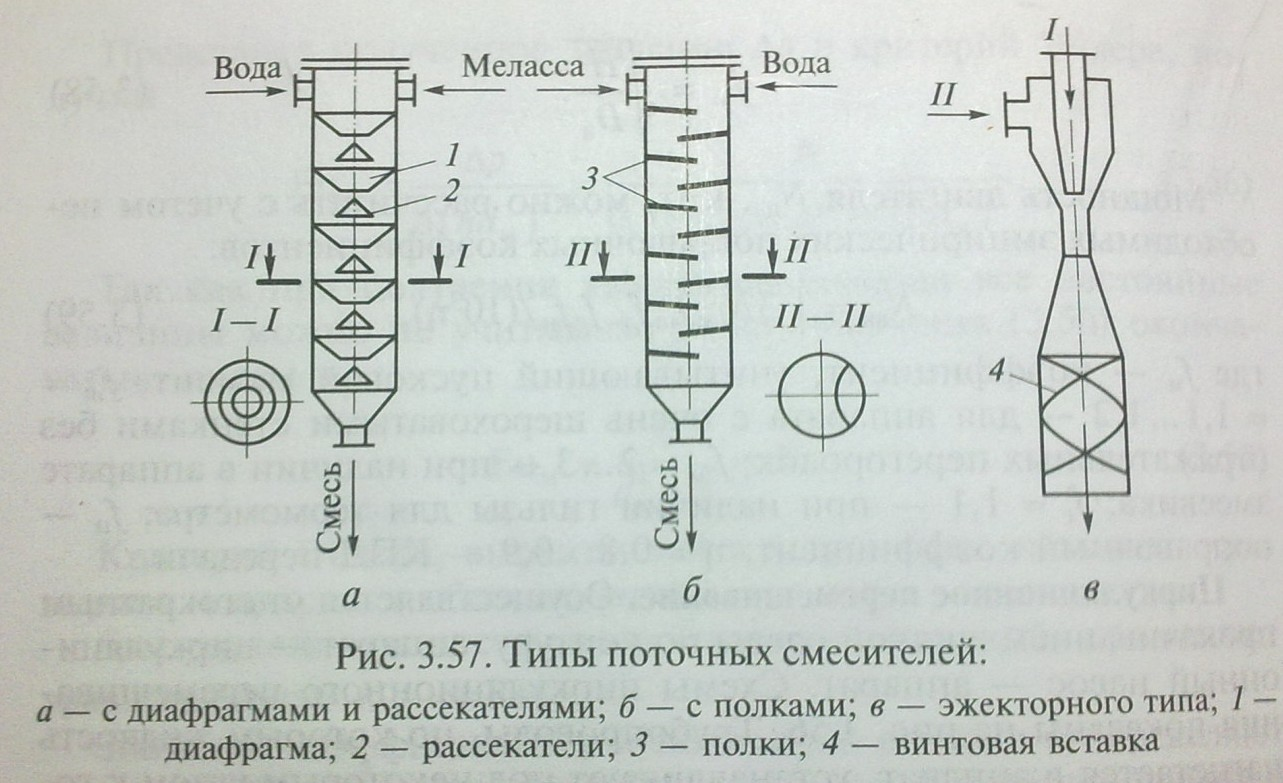 Вода
Меласса
Вода
I
II
1
2
3
I
I
II
II
I – I
II – II
4
Смесь
Смесь
а
б
в
Рис. 3.57. Типы поточных смесителей:
а — с диафрагмами и рассекателями; б — с полками; в — эжекторного типа; 1 —
диафрагма; 2 — рассекатели; 3 — полки; 4 — винтовая вставка